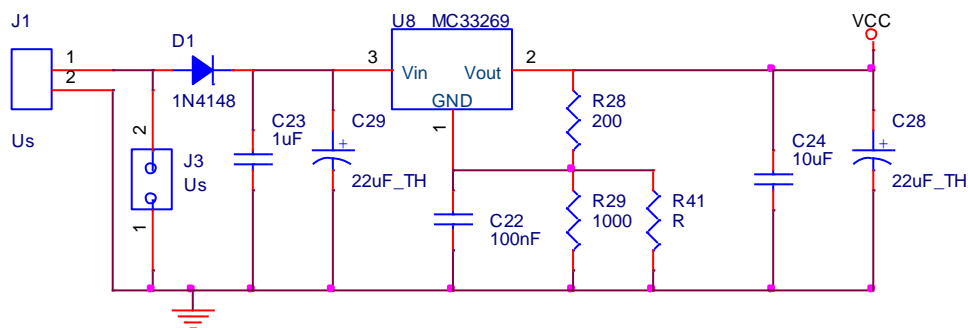 J1
1
2
Us
D1
1N4148
2
J3
Us
1
C23
1uF
C29
+
22uF_TH
U8 MC33269
3
Vin
Vout
2
GND
1
C22
100nF
R28
200
R29
1000
R41
R
C24
10uF
VCC
C28
+
22uF_TH